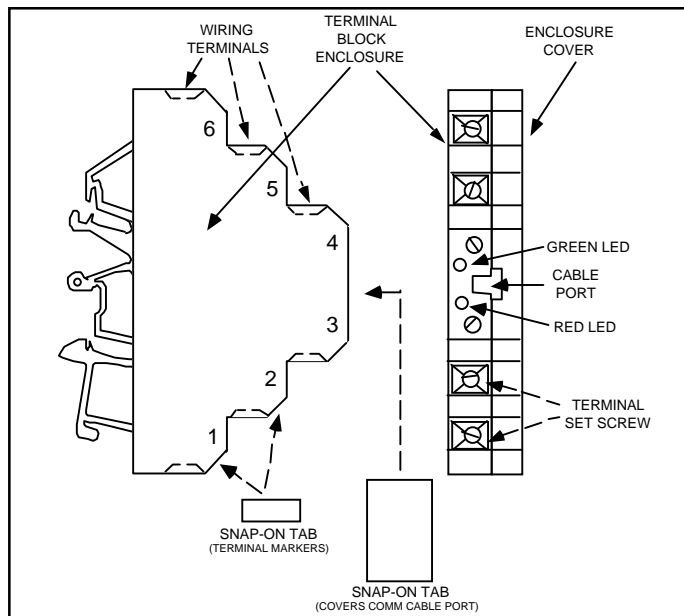 WIRING
TERMINALS
TERMINAL
BLOCK
ENCLOSURE
ENCLOSURE
COVER
6
5
4
3
2
1
GREEN LED
CABLE
PORT
RED LED
TERMINAL
SET SCREW
SNAP-ON TAB
(TERMINAL MARKERS)
SNAP-ON TAB
(COVERS COMM CABLE PORT)